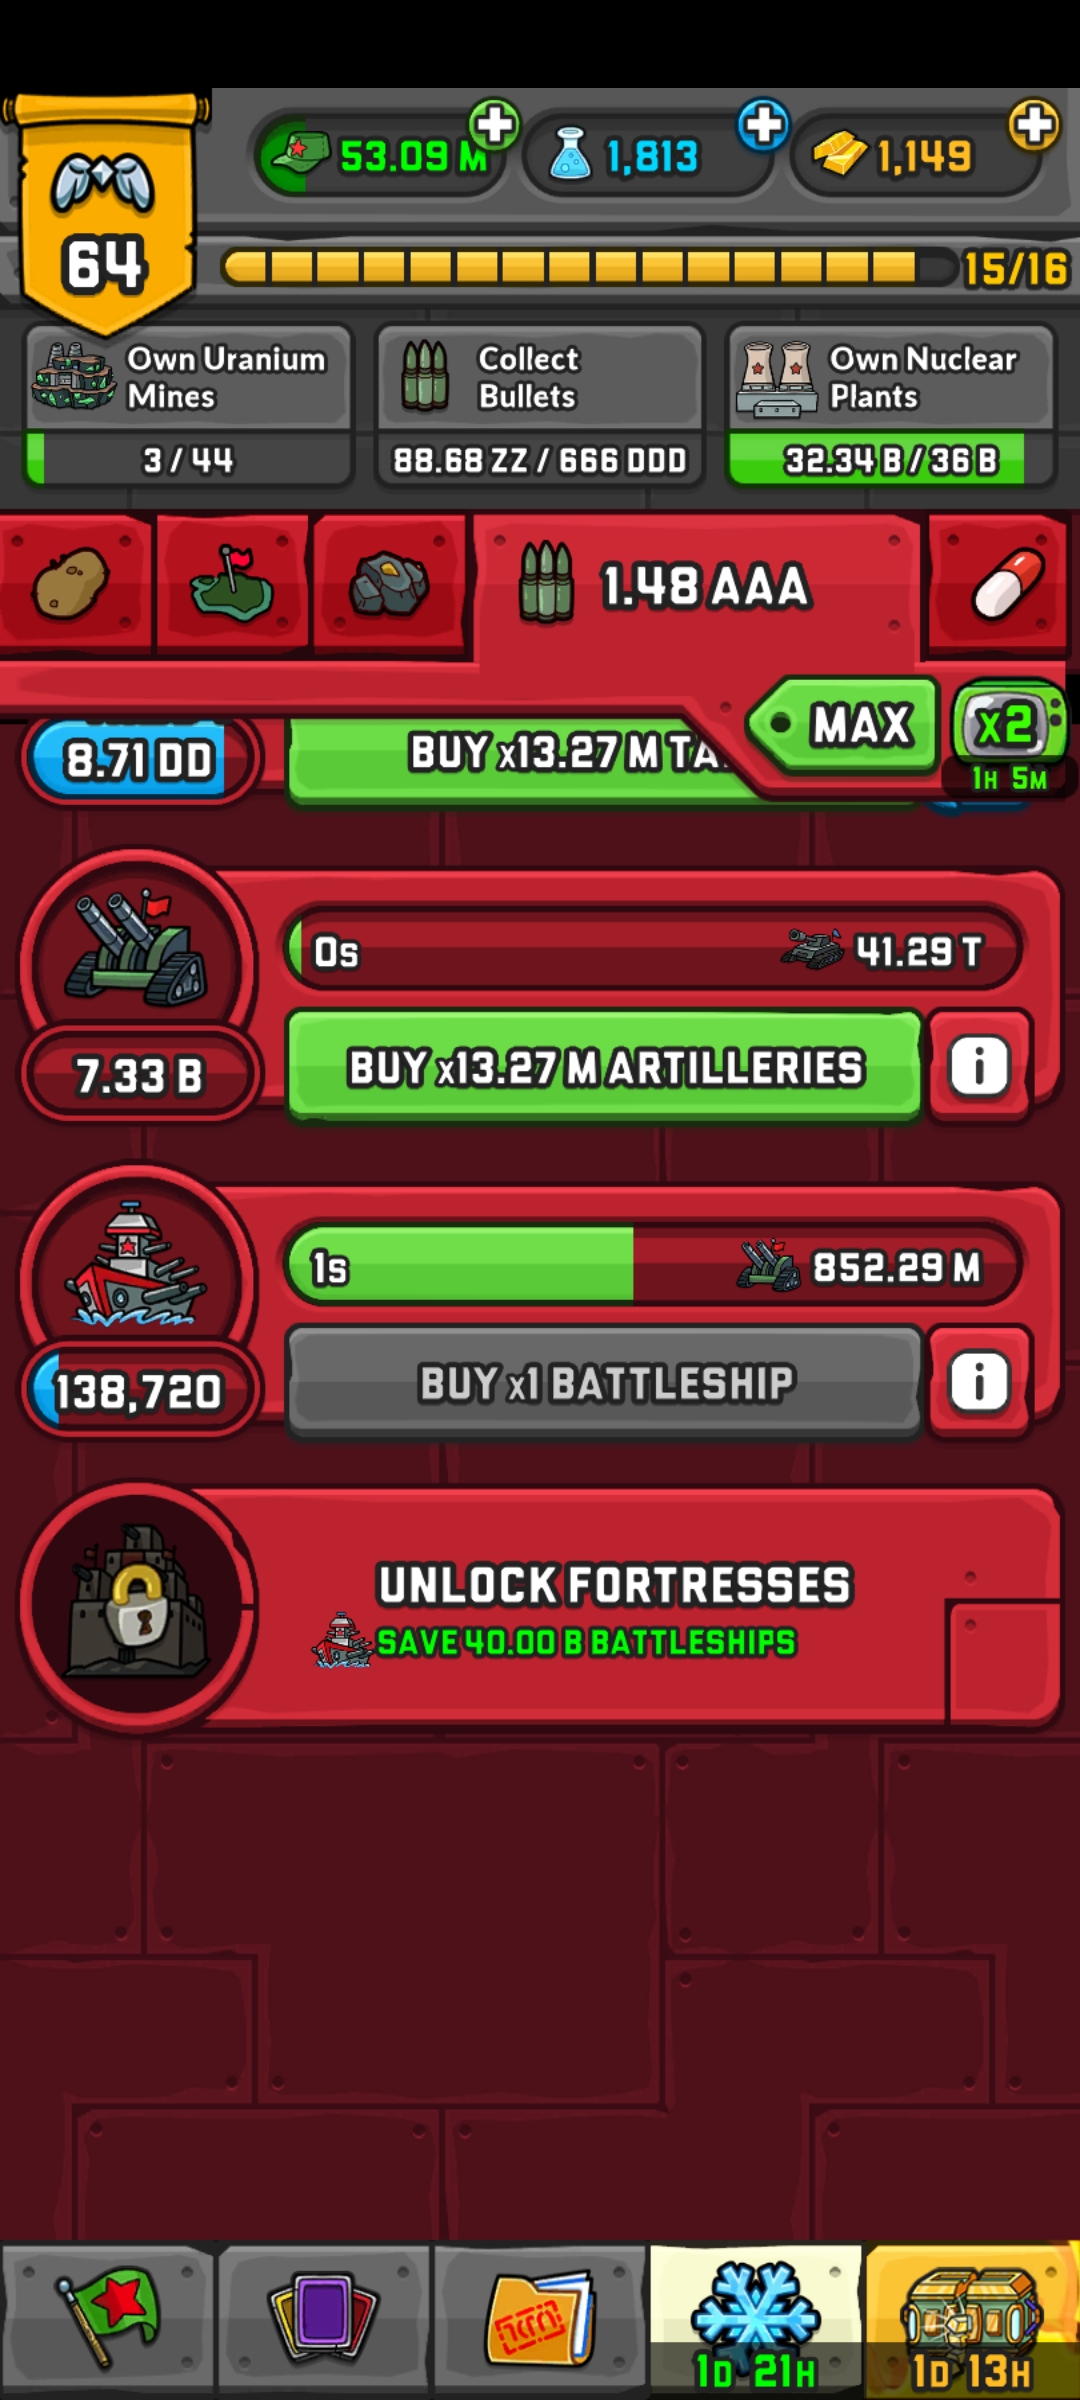 53.09 M
1,813
1,149
64
15/16
Own Uranium
Mines
3 / 44
Collect
Bullets
88.68 ZZ / 666 DDD
Own Nuclear
Plants
32.34 B / 36 B
1.48 AAA
MAX
X2
1H 5M
8.71 DD
BUY x13.27 M TA
0s
41.29 T
7.33 B
BUY x13.27 M ARTILLERIES
i
1s
852.29 M
138,720
BUY x1 BATTLESHIP
i
UNLOCK FORTRESSES
SAVE 40.00 B BATTLESHIPS
1D 21H
1D 13H